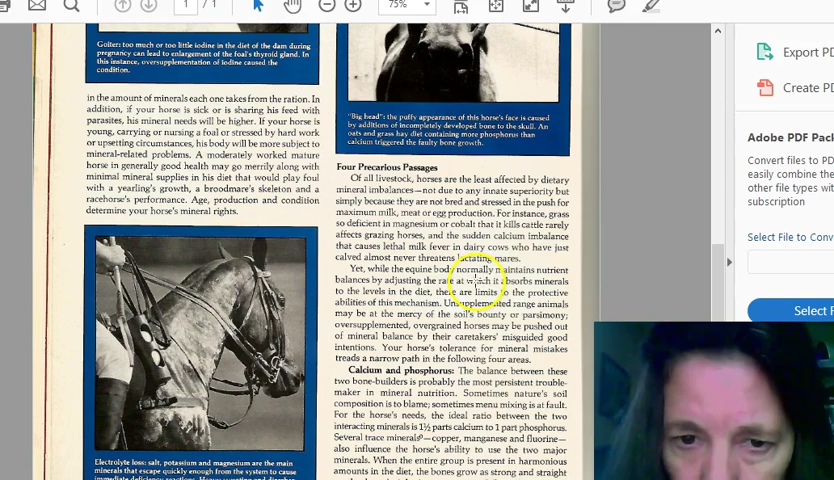 1 / 1
75%
Goiter: too much or too little iodine in the diet of the dam during
pregnancy can lead to enlargement of the foal's thyroid gland. In
this instance, oversupplementation of iodine caused the
condition.
in the amount of minerals each one takes from the ration. In
addition, if your horse is sick or is sharing his feed with
parasites, his mineral needs will be higher. If your horse is
young, carrying or nursing a foal or stressed by hard work
or upsetting circumstances, his body will be more subject to
mineral-related problems. A moderately worked mature
horse in generally good health may go merrily along with
minimal mineral supplies in his diet that would play foul
with a yearling's growth, a broodmare's skeleton and a
racehorse's performance. Age, production and condition
determine your horse's mineral rights.
Electrolyte loss: salt, potassium and magnesium are the main
minerals that escape quickly enough from the system to cause
immediate deficiency reactions. Heavy sweating and
"Big head": the puffy appearance of this horse's face is caused
by additions of incompletely developed bone to the skull. An
oats and grass hay diet containing more phosphorus than
calcium triggered the faulty bone growth.
Four Precarious Passages
Of all livestock, horses are the least affected by dietary
mineral imbalances—not due to any innate superiority but
simply because they are not bred and stressed in the push for
maximum milk, meat or egg production. For instance, grass
so deficient in magnesium or cobalt that it kills cattle rarely
affects grazing horses, and the sudden calcium imbalance
that causes lethal milk fever in dairy cows who have just
calved almost never threatens lactating mares.
Yet, while the equine body normally maintains nutrient
balances by adjusting the rate at which it absorbs minerals
to the levels in the diet, there are limits to the protective
abilities of this mechanism. Unsupplemented range animals
may be at the mercy of the soil's bounty or parsimony;
oversupplemented, overgrained horses may be pushed out
of mineral balance by their caretakers' misguided good
intentions. Your horse's tolerance for mineral mistakes
treads a narrow path in the following four areas.
Calcium and phosphorus: The balance between these
two bone-builders is probably the most persistent trouble-
maker in mineral nutrition. Sometimes nature's soil
composition is to blame; sometimes menu mixing is at fault.
For the horse's needs, the ideal ratio between the two
interacting minerals is 1½ parts calcium to 1 part phosphorus.
Several trace minerals—copper, manganese and fluorine—
also influence the horse's ability to use the two major
minerals. When the entire group is present in harmonious
amounts in the diet, the bones grow as strong and straight
Export PD
Create PD
Adobe PDF Pack
Convert files to PD
easily combine the
other file types wit
subscription
Select File to Conv
Select F